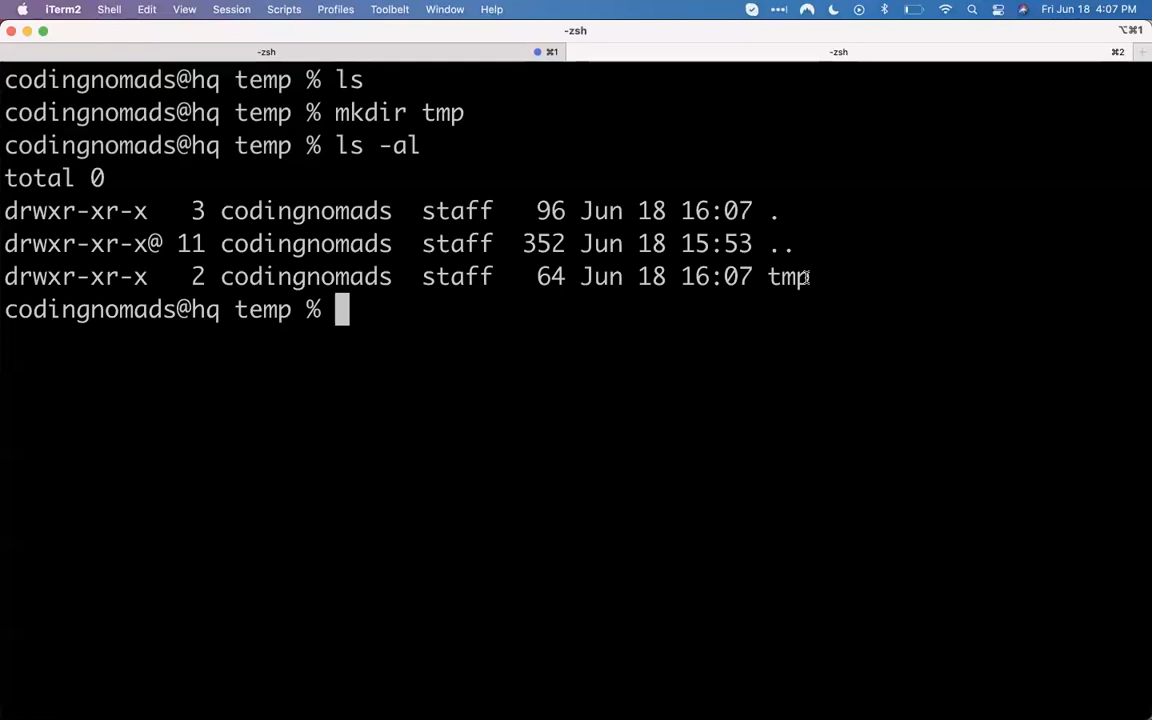 iTerm2 Shell Edit View Session Scripts Profiles Toolbelt Window Help Fri Jun 18 4:07 PM
-zsh ⌥⌘1
-zsh ⌘1 -zsh ⌘2
codingnomads@hq temp % ls
codingnomads@hq temp % mkdir tmp
codingnomads@hq temp % ls -al
total 0
drwxr-xr-x   3 codingnomads  staff   96 Jun 18 16:07 .
drwxr-xr-x@ 11 codingnomads  staff  352 Jun 18 15:53 ..
drwxr-xr-x   2 codingnomads  staff   64 Jun 18 16:07 tmp
codingnomads@hq temp %